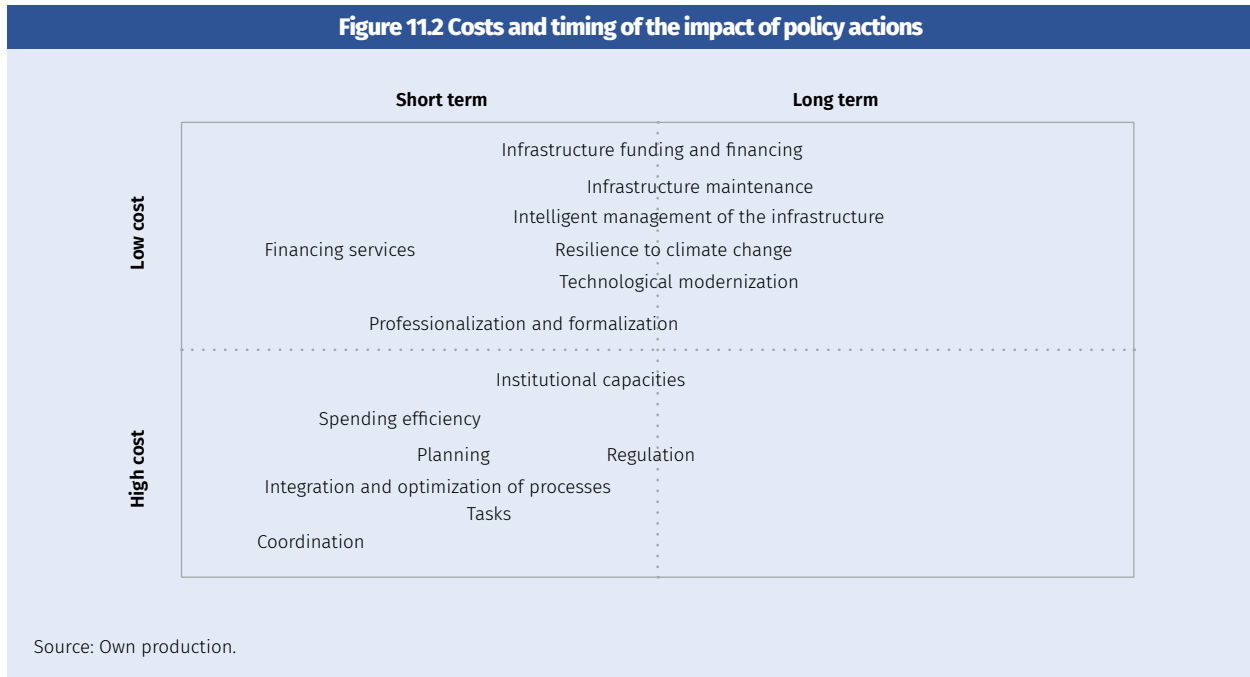 Figure 11.2 Costs and timing of the impact of policy actions
Short term
Long term
Low cost
Infrastructure funding and financing
Infrastructure maintenance
Intelligent management of the infrastructure
Financing services
Resilience to climate change
Technological modernization
Professionalization and formalization
High cost
Institutional capacities
Spending efficiency
Planning
Regulation
Integration and optimization of processes
Tasks
Coordination
Source: Own production.